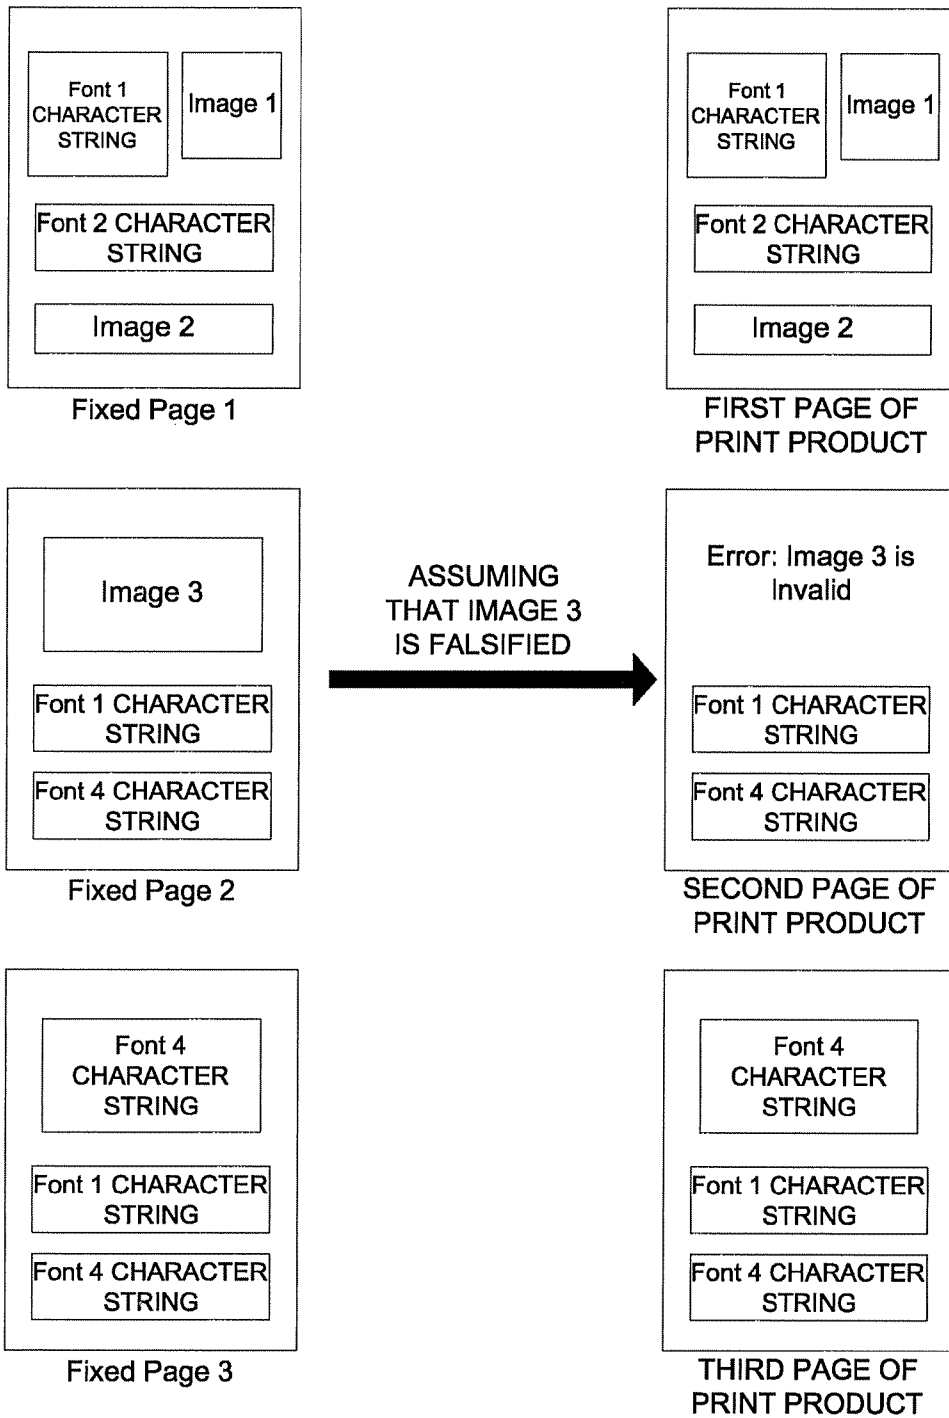 Font 1
CHARACTER
STRING
Image 1
Font 2 CHARACTER
STRING
Image 2
Fixed Page 1
Font 1
CHARACTER
STRING
Image 1
Font 2 CHARACTER
STRING
Image 2
FIRST PAGE OF
PRINT PRODUCT
Image 3
Font 1 CHARACTER
STRING
Font 4 CHARACTER
STRING
Fixed Page 2
ASSUMING
THAT IMAGE 3
IS FALSIFIED
Error: Image 3 is
Invalid
Font 1 CHARACTER
STRING
Font 4 CHARACTER
STRING
SECOND PAGE OF
PRINT PRODUCT
Font 4
CHARACTER
STRING
Font 1 CHARACTER
STRING
Font 4 CHARACTER
STRING
Fixed Page 3
Font 4
CHARACTER
STRING
Font 1 CHARACTER
STRING
Font 4 CHARACTER
STRING
THIRD PAGE OF
PRINT PRODUCT